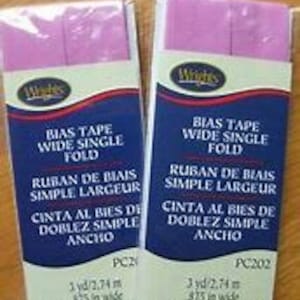 Wrights
BIAS TAPE
WIDE SINGLE
FOLD
RUBAN DE BIAIS
SIMPLE LARGEUR
CINTA AL BIES DE
DOBLEZ SIMPLE
ANCHO
PC20
3 yd/2,74 m
.875 in wide
Wrights
BIAS TAPE
WIDE SINGLE
FOLD
RUBAN DE BIAIS
SIMPLE LARGEUR
CINTA AL BIES DE
DOBLEZ SIMPLE
ANCHO
PC202
3 yd/2,74 m
.875 in wide